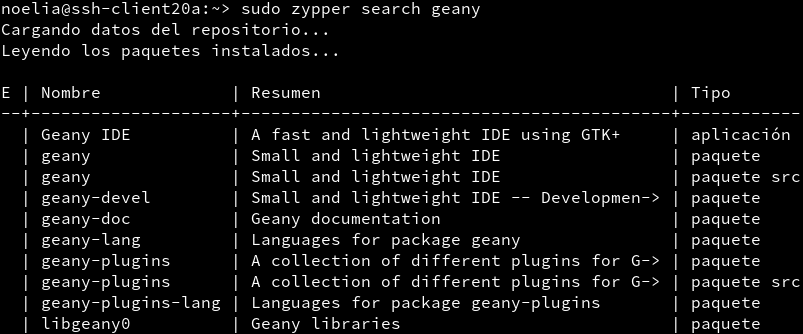 noelia@ssh-client20a:~> sudo zypper search geany
Cargando datos del repositorio...
Leyendo los paquetes instalados...
E | Nombre | Resumen | Tipo
--+--------------------+------------------------------------------+------------
| Geany IDE | A fast and lightweight IDE using GTK+ | aplicación
| geany | Small and lightweight IDE | paquete
| geany | Small and lightweight IDE | paquete src
| geany-devel | Small and lightweight IDE -- Developmen-> | paquete
| geany-doc | Geany documentation | paquete
| geany-lang | Languages for package geany | paquete
| geany-plugins | A collection of different plugins for G-> | paquete
| geany-plugins | A collection of different plugins for G-> | paquete src
| geany-plugins-lang | Languages for package geany-plugins | paquete
| libgeany0 | Geany libraries | paquete